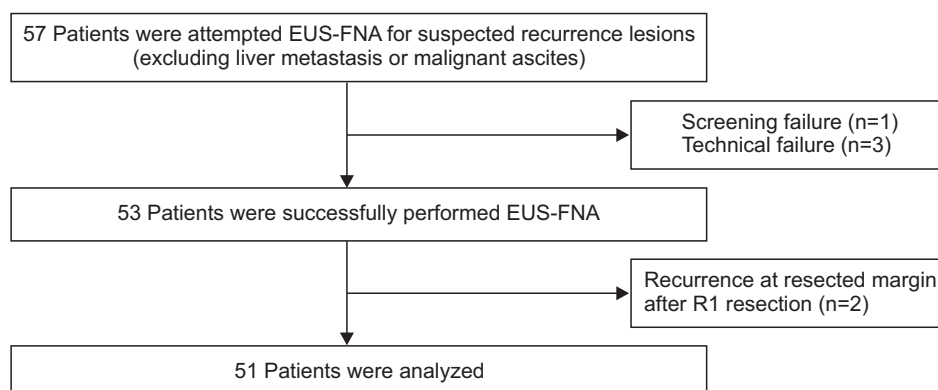 57 Patients were attempted EUS-FNA for suspected recurrence lesions
(excluding liver metastasis or malignant ascites)
Screening failure (n=1)
Technical failure (n=3)
53 Patients were successfully performed EUS-FNA
Recurrence at resected margin
after R1 resection (n=2)
51 Patients were analyzed